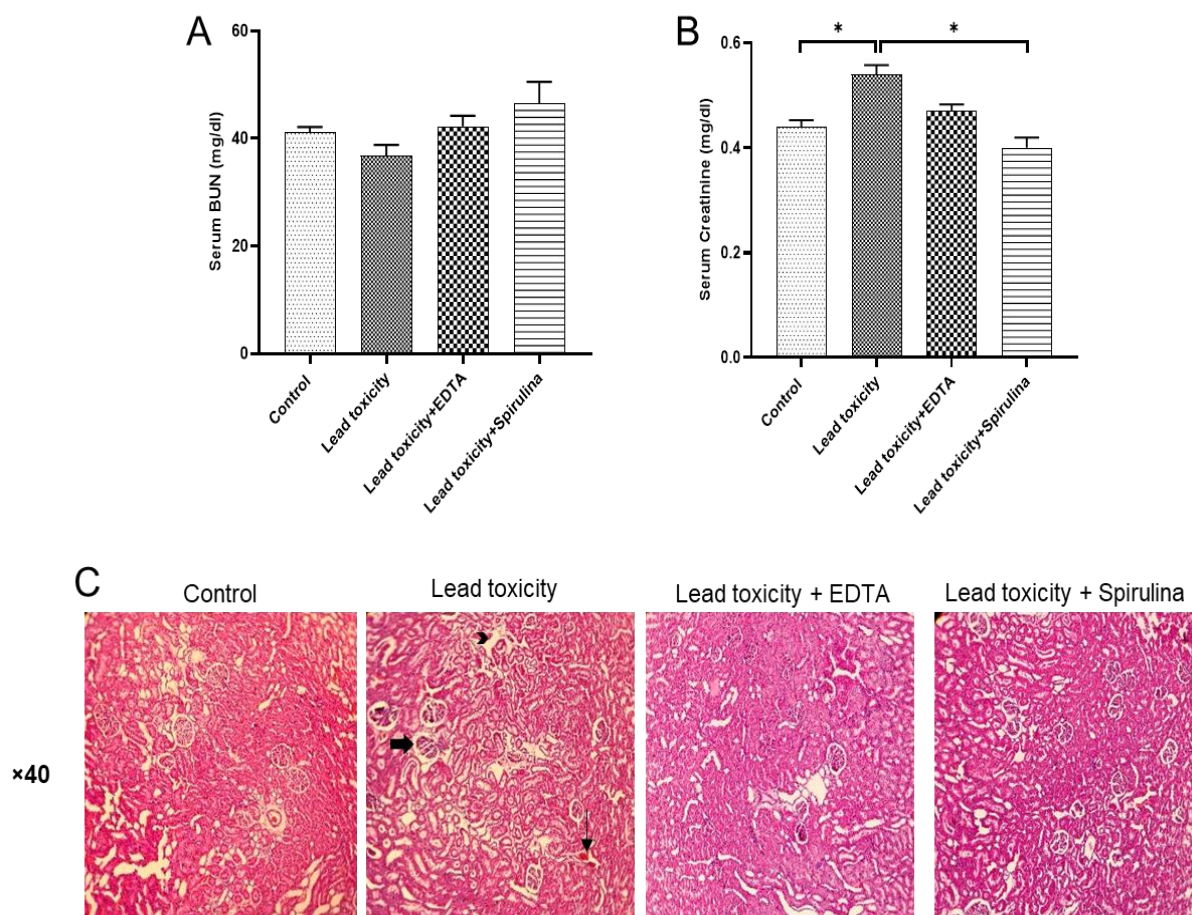 A
60
40
20
0
Serum BUN (mg/dl)
Control
Lead toxicity
Lead toxicity+EDTA
Lead toxicity+Spirulina
B
* *
0.6
0.4
0.2
0.0
Serum Creatinine (mg/dl)
Control
Lead toxicity
Lead toxicity+EDTA
Lead toxicity+Spirulina
C
Control Lead toxicity Lead toxicity + EDTA Lead toxicity + Spirulina
×40